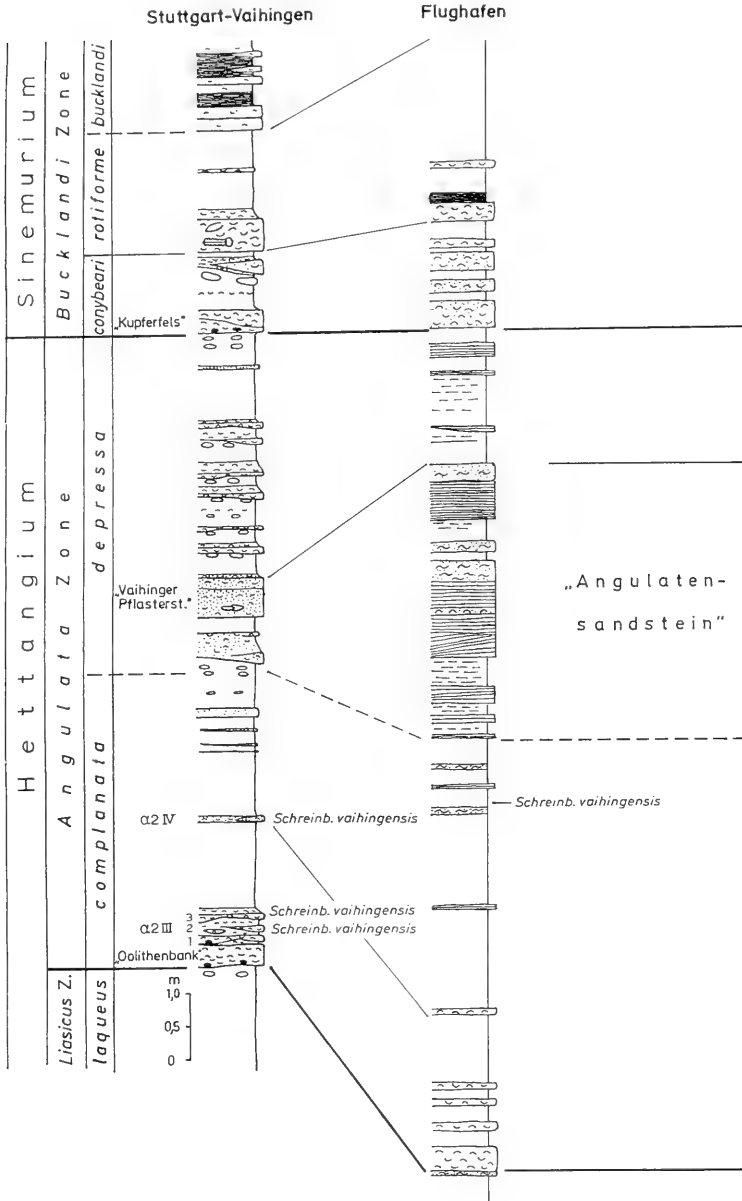 Stuttgart-Vaihingen
Flughafen
Sinemurium
Bucklandi Zone
bucklandi
rotiforme
conybeari
„Kupferfels"
Hettangium
Angulata Zone
depressa
„Vaihinger
Pflasterst."
„Angulaten-
sandstein"
complanata
α2 IV
Schreinb. vaihingensis
Schreinb. vaihingensis
α2 III
3
2
1
Schreinb. vaihingensis
Schreinb. vaihingensis
„Oolithenbank"
Liasicus Z.
laqueus
m
1,0
0,5
0